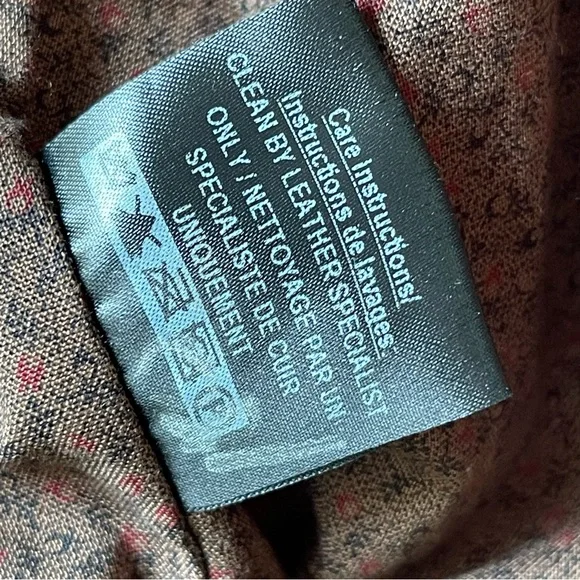 Care Instructions/
Instructions de lavages:
CLEAN BY LEATHER SPECIALIST
ONLY / NETTOYAGE PAR UN
SPECIALISTE DE CUIR
UNIQUEMENT
P